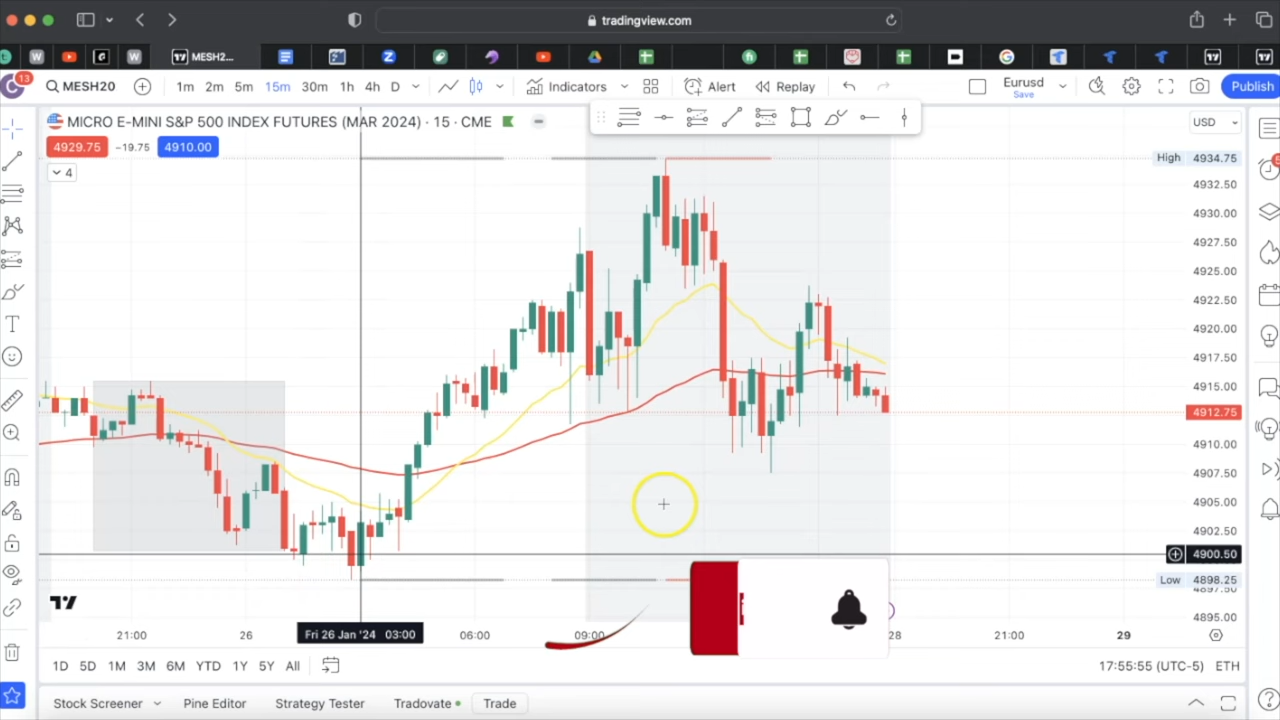 tradingview.com
MESH2...
13
MESH20
1m 2m 5m 15m 30m 1h 4h D
Indicators
Alert
Replay
Eurusd
Save
Publish
MICRO E-MINI S&P 500 INDEX FUTURES (MAR 2024) · 15 · CME
USD
4929.75
−19.75
4910.00
4
High 4934.75
4932.50
4930.00
4927.50
4925.00
4922.50
4920.00
4917.50
4915.00
4912.75
4910.00
4907.50
4905.00
4902.50
4900.50
Low 4898.25
4897.50
4895.00
21:00
26
Fri 26 Jan '24 03:00
06:00
09:00
28
21:00
29
1D 5D 1M 3M 6M YTD 1Y 5Y All
17:55:55 (UTC-5) ETH
Stock Screener
Pine Editor
Strategy Tester
Tradovate
Trade